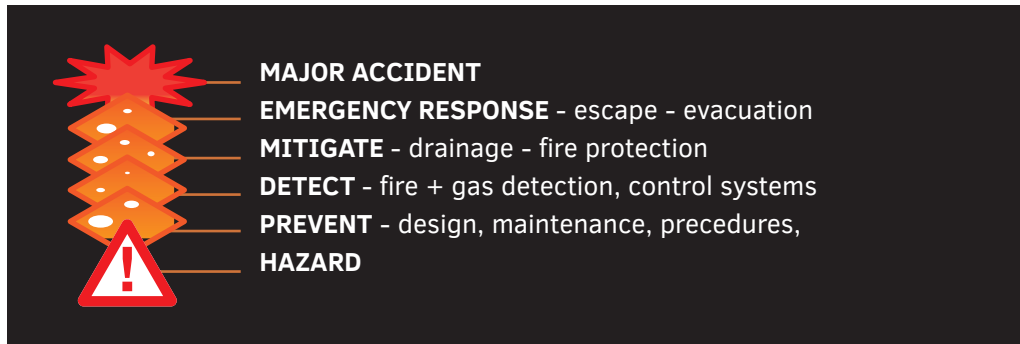 MAJOR ACCIDENT
EMERGENCY RESPONSE - escape - evacuation
MITIGATE - drainage - fire protection
DETECT - fire + gas detection, control systems
PREVENT - design, maintenance, precedures,
HAZARD
!